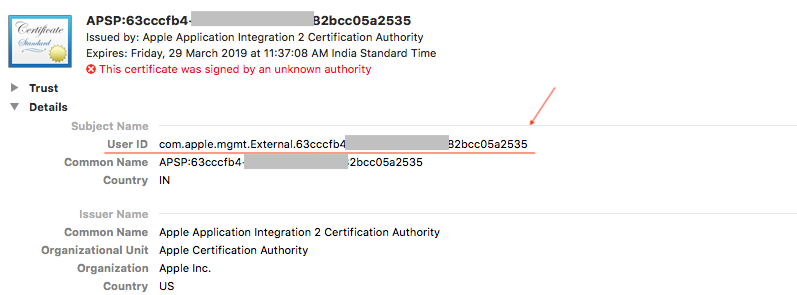 Certificate
Standard
APSP:63cccfb4- 82bcc05a2535
Issued by: Apple Application Integration 2 Certification Authority
Expires: Friday, 29 March 2019 at 11:37:08 AM India Standard Time
This certificate was signed by an unknown authority
Trust
Details
Subject Name
User ID com.apple.mgmt.External.63cccfb4 82bcc05a2535
Common Name APSP:63cccfb4- 2bcc05a2535
Country IN
Issuer Name
Common Name Apple Application Integration 2 Certification Authority
Organizational Unit Apple Certification Authority
Organization Apple Inc.
Country US